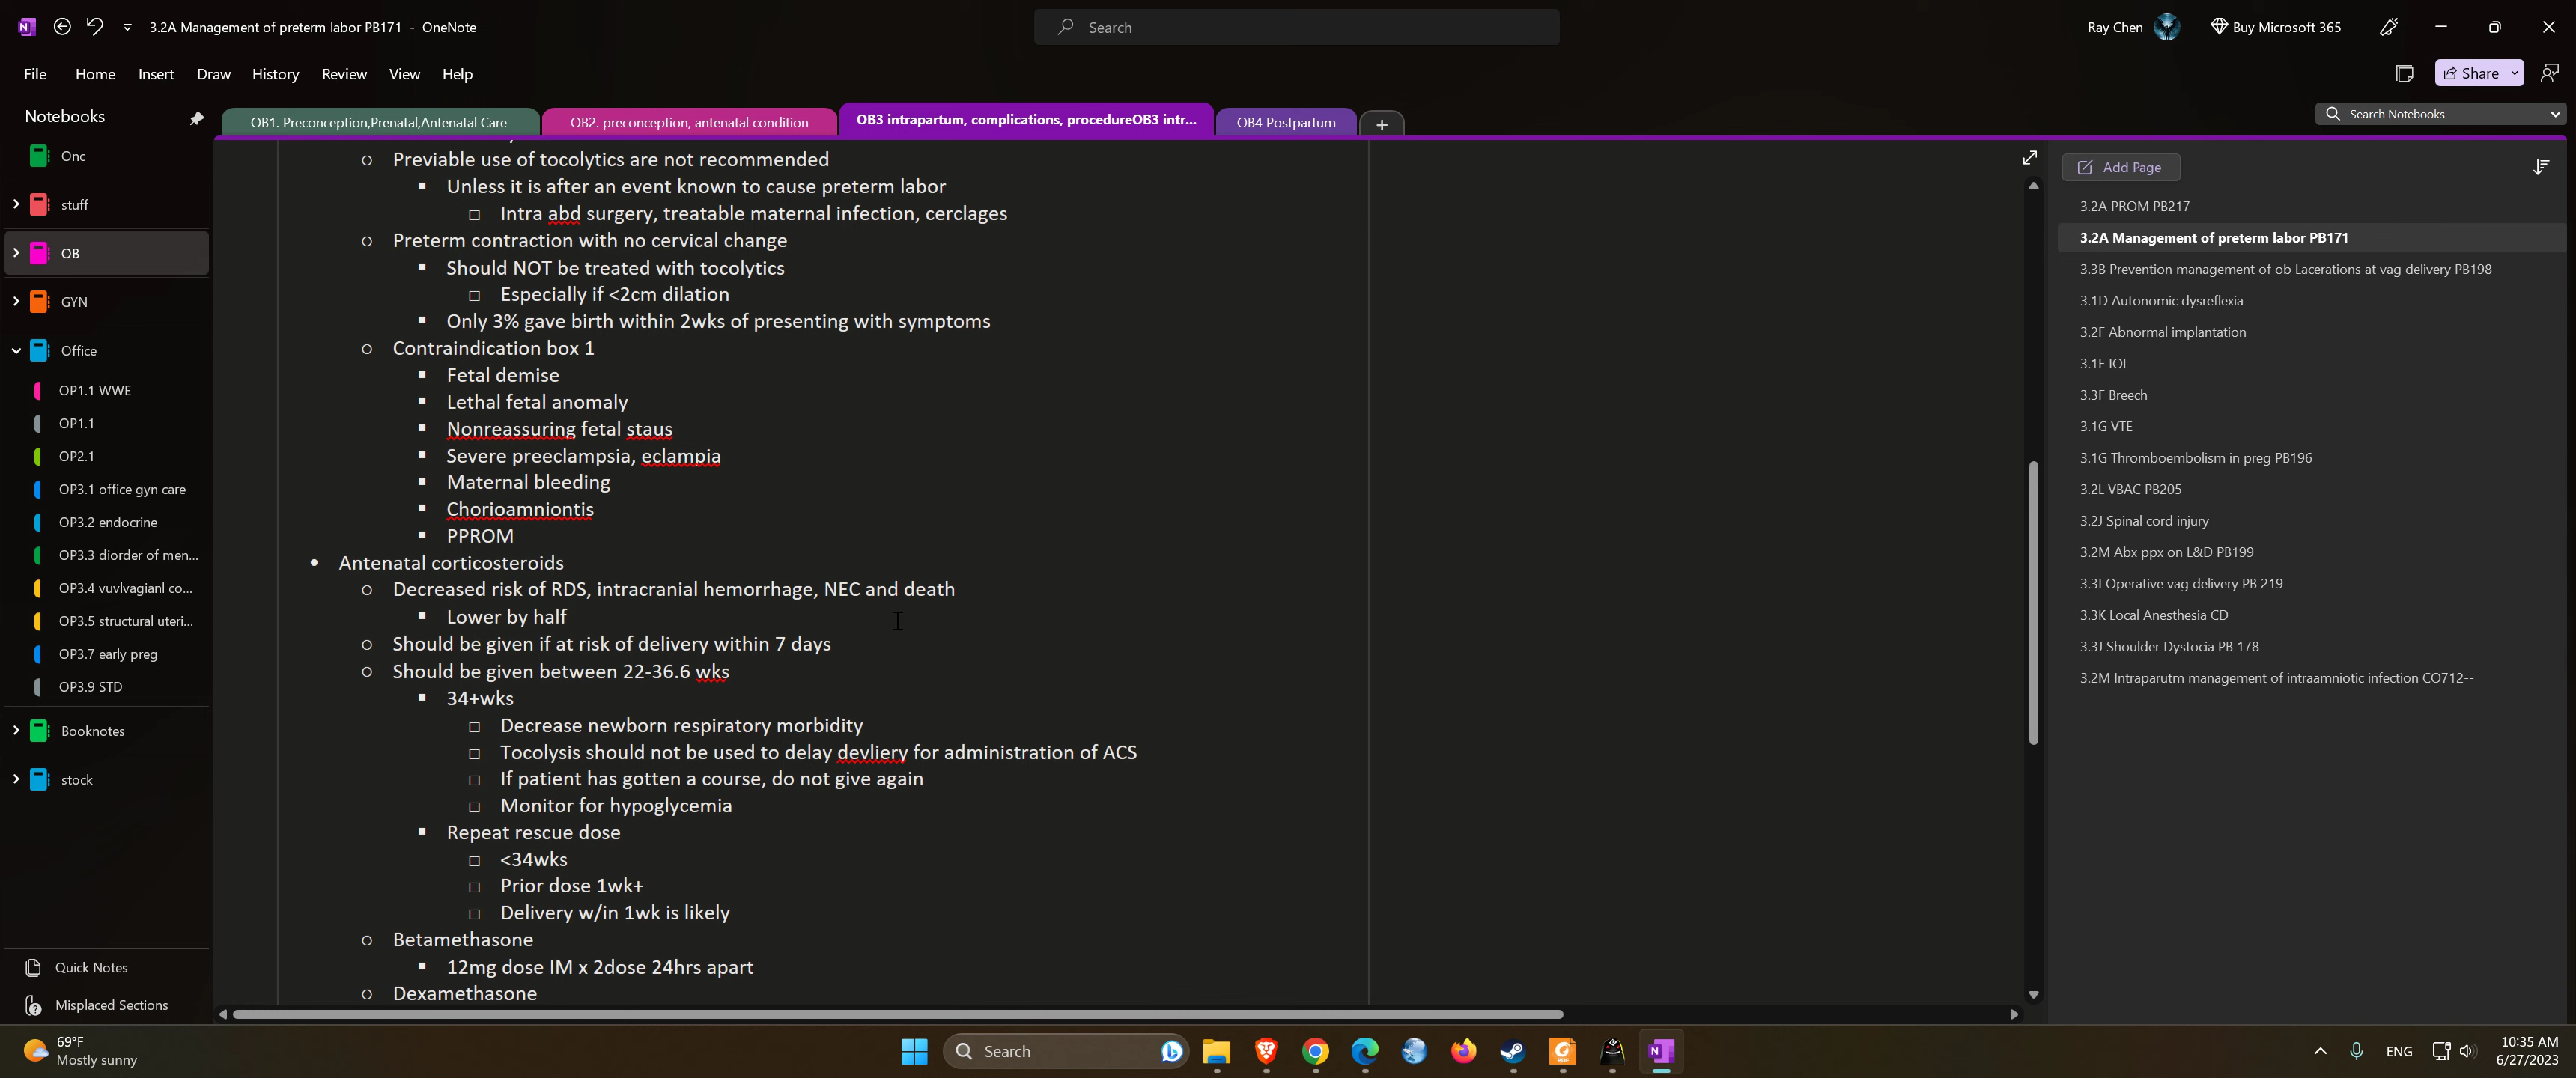 3.2A Management of preterm labor PB171 - OneNote
Search
Ray Chen
Buy Microsoft 365
File Home Insert Draw History Review View Help
Share
Notebooks
OB1. Preconception,Prenatal,Antenatal Care
OB2. preconception, antenatal condition
OB3 intrapartum, complications, procedureOB3 intr...
OB4 Postpartum
+
Search Notebooks
Onc
stuff
OB
GYN
Office
OP1.1 WWE
OP1.1
OP2.1
OP3.1 office gyn care
OP3.2 endocrine
OP3.3 diorder of men...
OP3.4 vuvlvagianl co...
OP3.5 structural uteri...
OP3.7 early preg
OP3.9 STD
Booknotes
stock
Quick Notes
Misplaced Sections
Previable use of tocolytics are not recommended
Unless it is after an event known to cause preterm labor
Intra abd surgery, treatable maternal infection, cerclages
Preterm contraction with no cervical change
Should NOT be treated with tocolytics
Especially if <2cm dilation
Only 3% gave birth within 2wks of presenting with symptoms
Contraindication box 1
Fetal demise
Lethal fetal anomaly
Nonreassuring fetal staus
Severe preeclampsia, eclampia
Maternal bleeding
Chorioamniontis
PPROM
Antenatal corticosteroids
Decreased risk of RDS, intracranial hemorrhage, NEC and death
Lower by half
Should be given if at risk of delivery within 7 days
Should be given between 22-36.6 wks
34+wks
Decrease newborn respiratory morbidity
Tocolysis should not be used to delay devliery for administration of ACS
If patient has gotten a course, do not give again
Monitor for hypoglycemia
Repeat rescue dose
<34wks
Prior dose 1wk+
Delivery w/in 1wk is likely
Betamethasone
12mg dose IM x 2dose 24hrs apart
Dexamethasone
Add Page
3.2A PROM PB217--
3.2A Management of preterm labor PB171
3.3B Prevention management of ob Lacerations at vag delivery PB198
3.1D Autonomic dysreflexia
3.2F Abnormal implantation
3.1F IOL
3.3F Breech
3.1G VTE
3.1G Thromboembolism in preg PB196
3.2L VBAC PB205
3.2J Spinal cord injury
3.2M Abx ppx on L&D PB199
3.3I Operative vag delivery PB 219
3.3K Local Anesthesia CD
3.3J Shoulder Dystocia PB 178
3.2M Intraparutm management of intraamniotic infection CO712--
69°F
Mostly sunny
Search
ENG
10:35 AM
6/27/2023